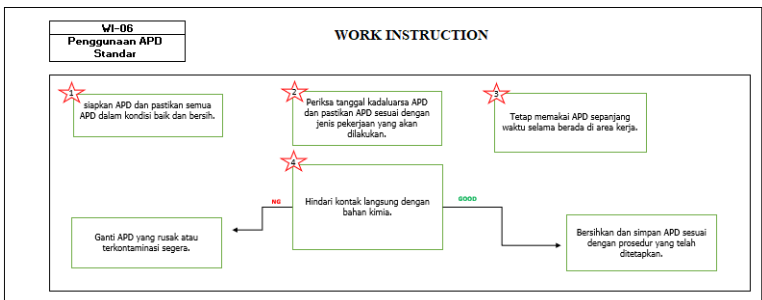 WI-06
Penggunaan APD
Standar
WORK INSTRUCTION
1
siapkan APD dan pastikan semua
APD dalam kondisi baik dan bersih.
2
Periksa tanggal kadaluarsa APD
dan pastikan APD sesuai dengan
jenis pekerjaan yang akan
dilakukan.
3
Tetap memakai APD sepanjang
waktu selama berada di area kerja.
4
Hindari kontak langsung dengan
bahan kimia.
NG
GOOD
Ganti APD yang rusak atau
terkontaminasi segera.
Bersihkan dan simpan APD sesuai
dengan prosedur yang telah
ditetapkan.